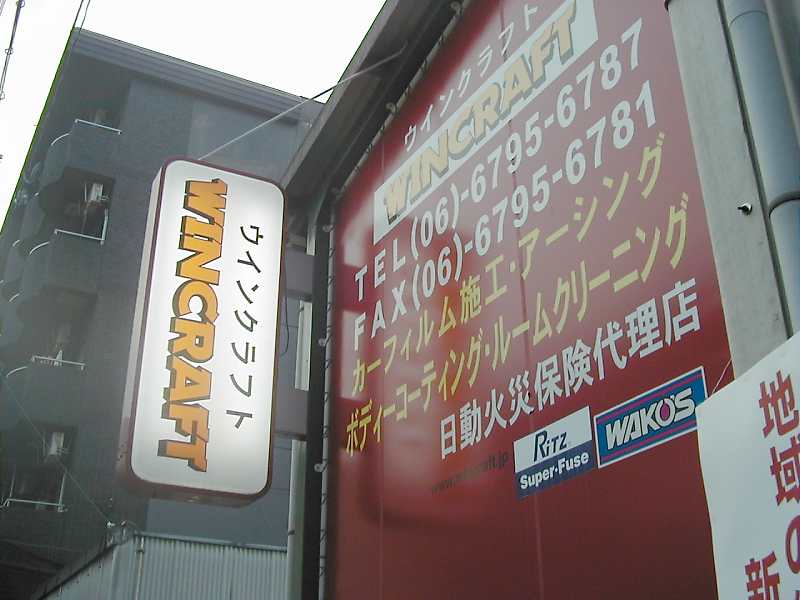 WINCRAFT
ウインクラフト
ウインクラフト
WINCRAFT
TEL(06)-6795-6787
FAX(06)-6795-6781
カーフィルム施工・アーシング
ボディーコーティング・ルームクリーニング
日動火災保険代理店
RiTZ
Super-Fuse
WAKO'S
地域の
新